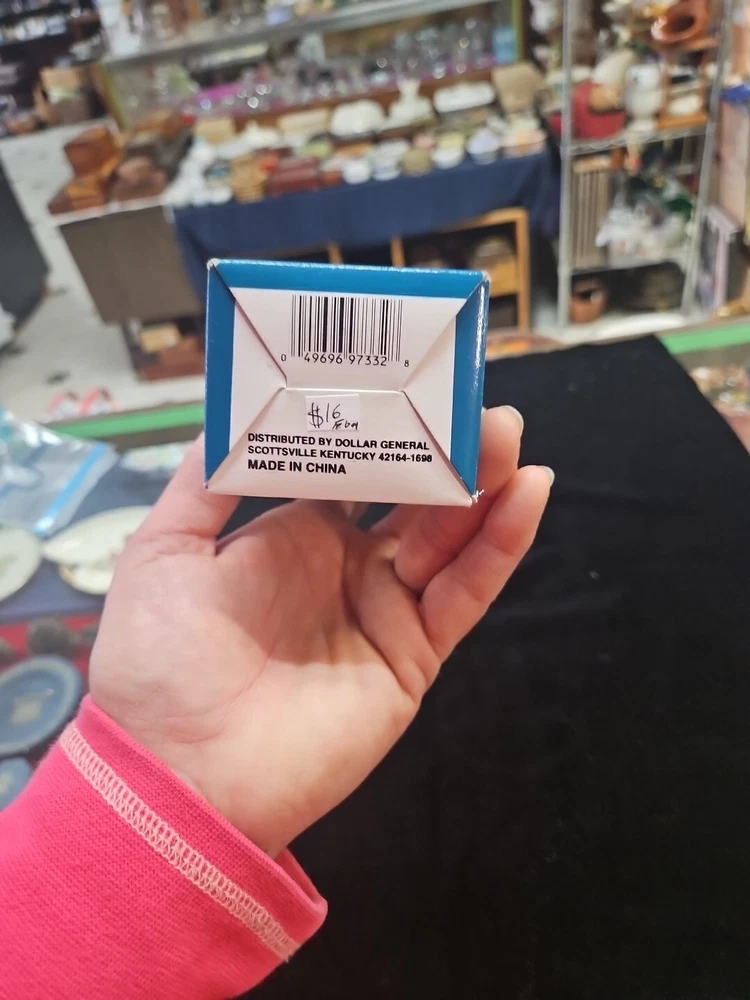 0 49696 97332 8
$16
DISTRIBUTED BY DOLLAR GENERAL
SCOTTSVILLE KENTUCKY 42164-1698
MADE IN CHINA